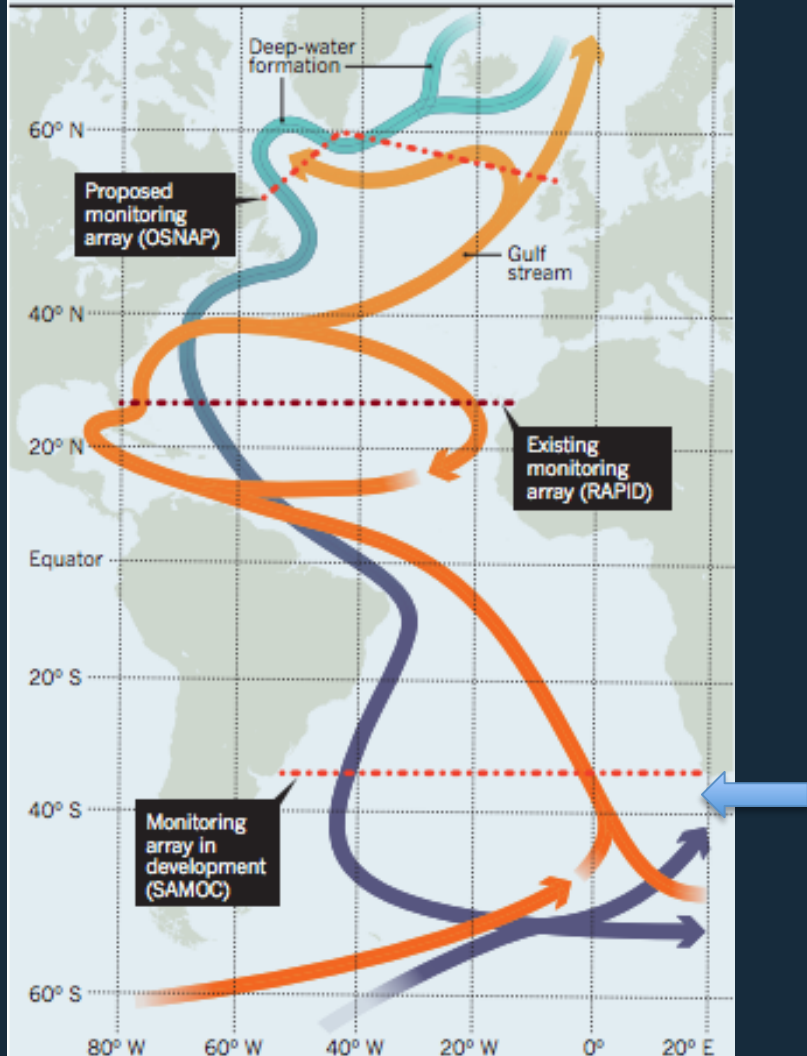 Deep-water
formation
60° N
Proposed
monitoring
array (OSNAP)
Gulf
stream
40° N
20° N
Existing
monitoring
array (RAPID)
Equator
20° S
40° S
Monitoring
array in
development
(SAMOC)
60° S
80° W 60° W 40° W 20° W 0° 20° E